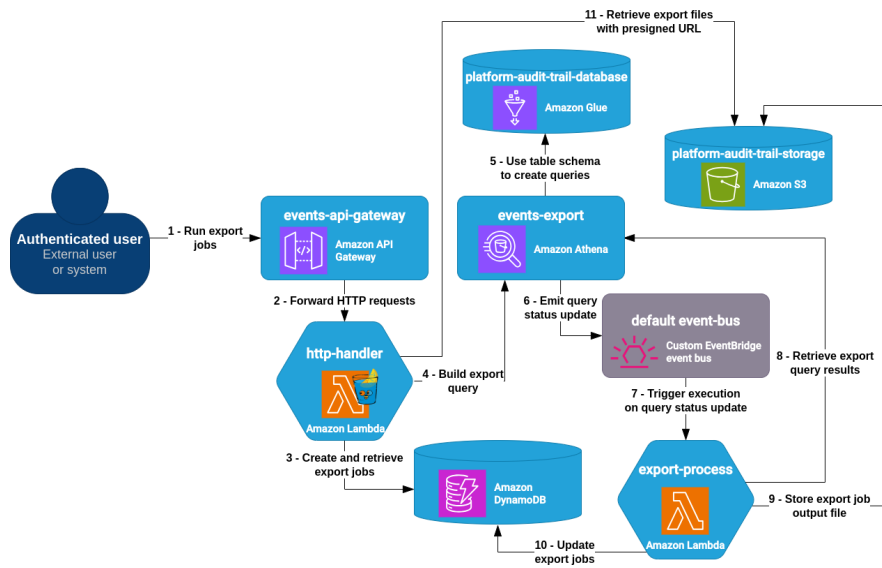 11 - Retrieve export files
with presigned URL
platform-audit-trail-database
Amazon Glue
5 - Use table schema
to create queries
platform-audit-trail-storage
Amazon S3
Authenticated user
External user
or system
1 - Run export
jobs
events-api-gateway
Amazon API
Gateway
events-export
Amazon Athena
2 - Forward HTTP requests
6 - Emit query
status update
default event-bus
Custom EventBridge
event bus
http-handler
Amazon Lambda
4 - Build export
query
8 - Retrieve export
query results
7 - Trigger execution
on query status update
3 - Create and retrieve
export jobs
Amazon
DynamoDB
export-process
Amazon Lambda
9 - Store export job
output file
10 - Update
export jobs